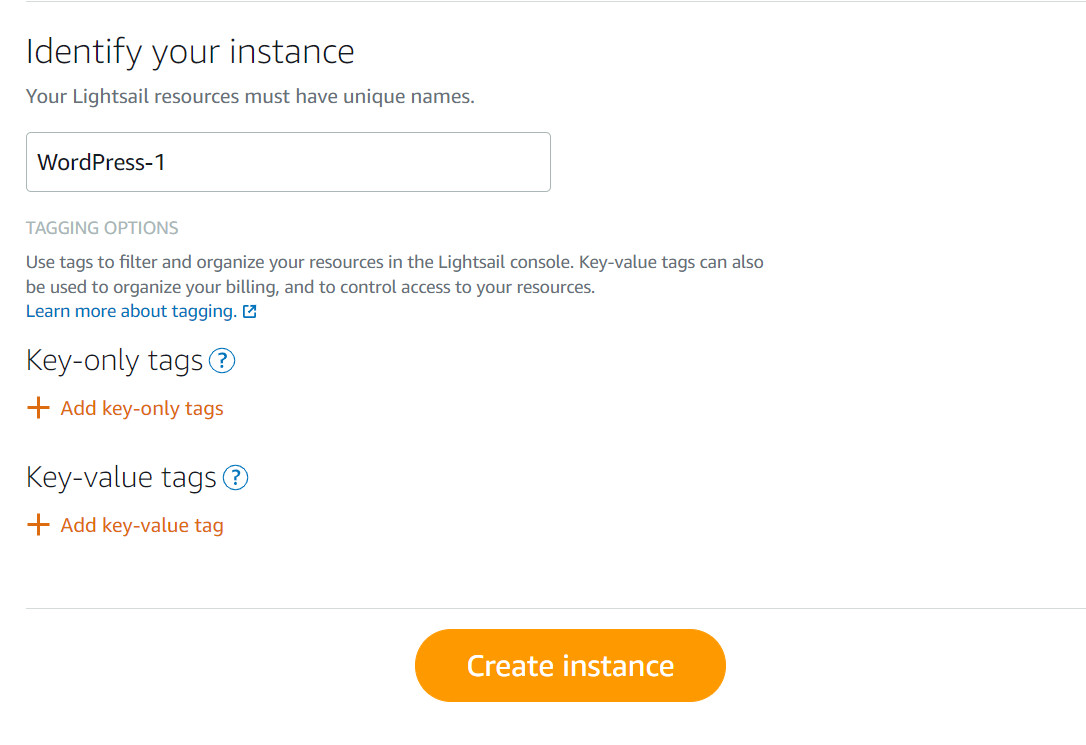 Identify your instance
Your Lightsail resources must have unique names.
WordPress-1
TAGGING OPTIONS
Use tags to filter and organize your resources in the Lightsail console. Key-value tags can also
be used to organize your billing, and to control access to your resources.
Learn more about tagging.
Key-only tags ?
+ Add key-only tags
Key-value tags ?
+ Add key-value tag
Create instance